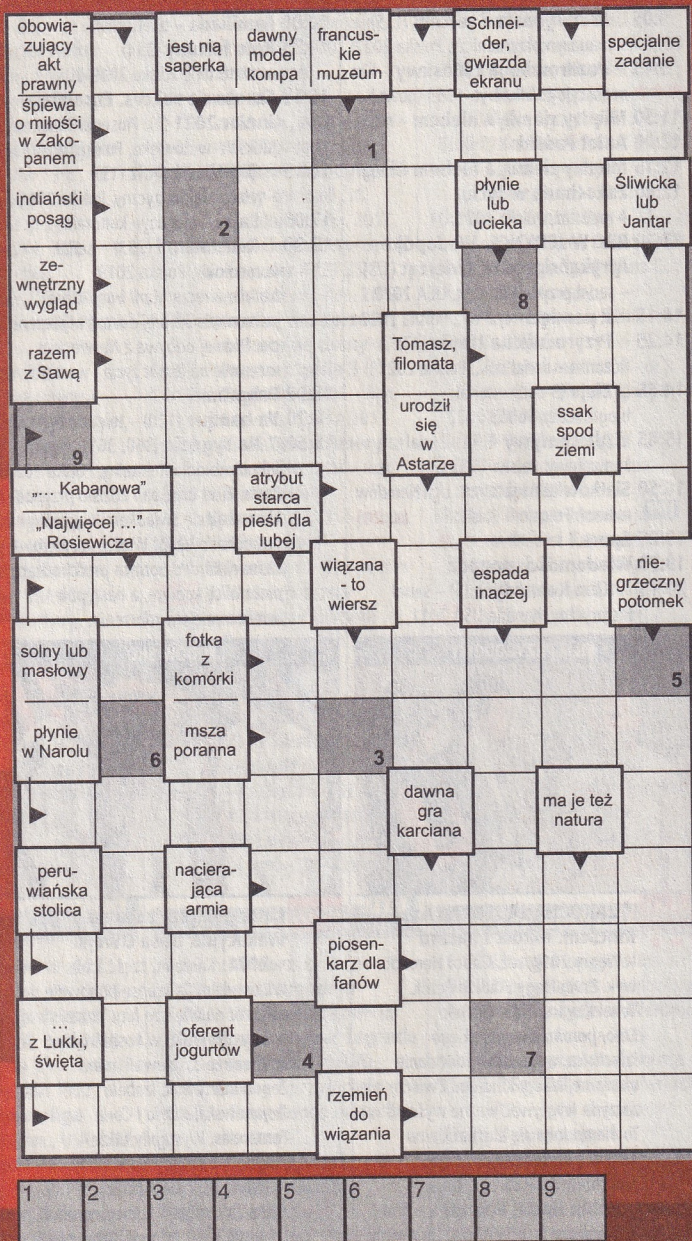 obowią-
zujący
akt
prawny
śpiewa
o miłości
w Zako-
panem
indiański
posąg
ze-
wnętrzny
wygląd
razem
z Sawą
jest nią
saperka
dawny
model
kompa
francus-
kie
muzeum
Schnei-
der,
gwiazda
ekranu
specjalne
zadanie
1
2
płynie
lub
ucieka
Śliwicka
lub
Jantar
8
Tomasz,
filomata
urodził
się
w
Astarze
ssak
spod
ziemi
9
„... Kabanowa”
„Najwięcej ...”
Rosiewicza
atrybut
starca
pieśń dla
lubej
wiązana
- to
wiersz
espada
inaczej
nie-
grzeczny
potomek
solny lub
masłowy
fotka
z
komórki
5
płynie
w Narolu
6
msza
poranna
3
dawna
gra
karciana
ma je też
natura
peru-
wiańska
stolica
naciera-
jąca
armia
piosen-
karz dla
fanów
...
z Lukki,
święta
oferent
jogurtów
4
7
rzemień
do
wiązania
1 2 3 4 5 6 7 8 9